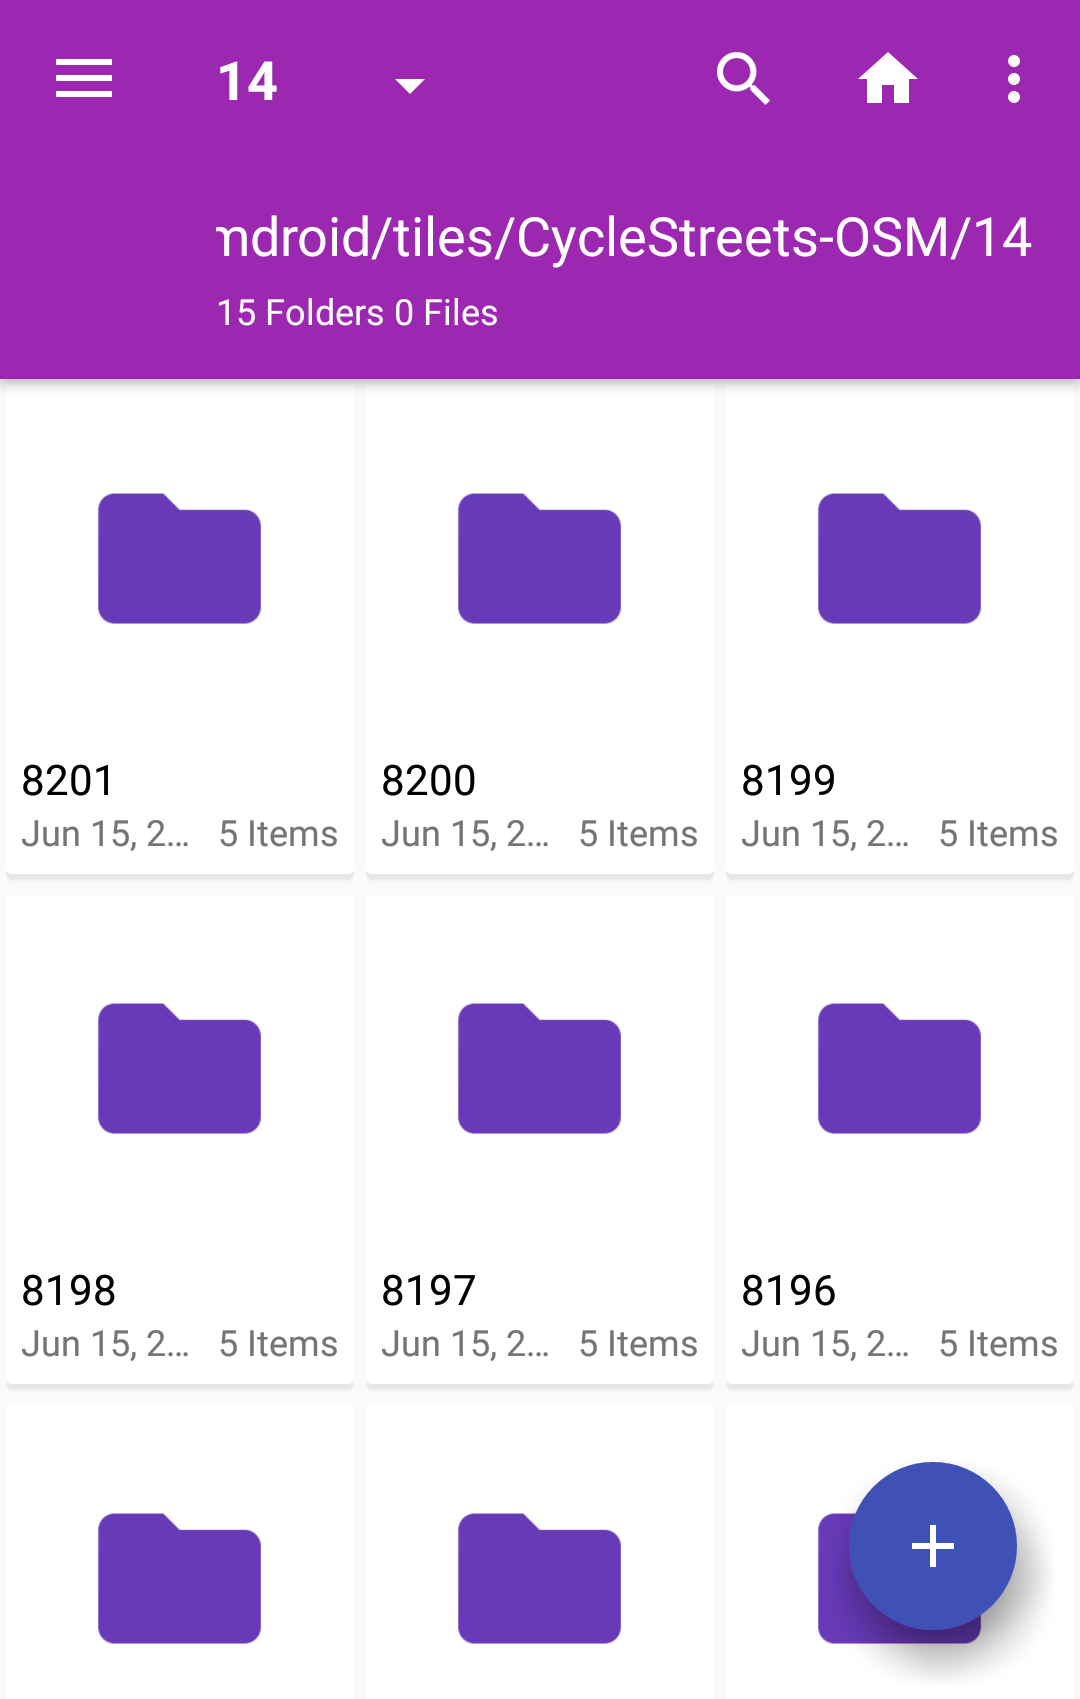 14
mdroid/tiles/CycleStreets-OSM/14
15 Folders 0 Files
8201
Jun 15, 2... 5 Items
8200
Jun 15, 2... 5 Items
8199
Jun 15, 2... 5 Items
8198
Jun 15, 2... 5 Items
8197
Jun 15, 2... 5 Items
8196
Jun 15, 2... 5 Items